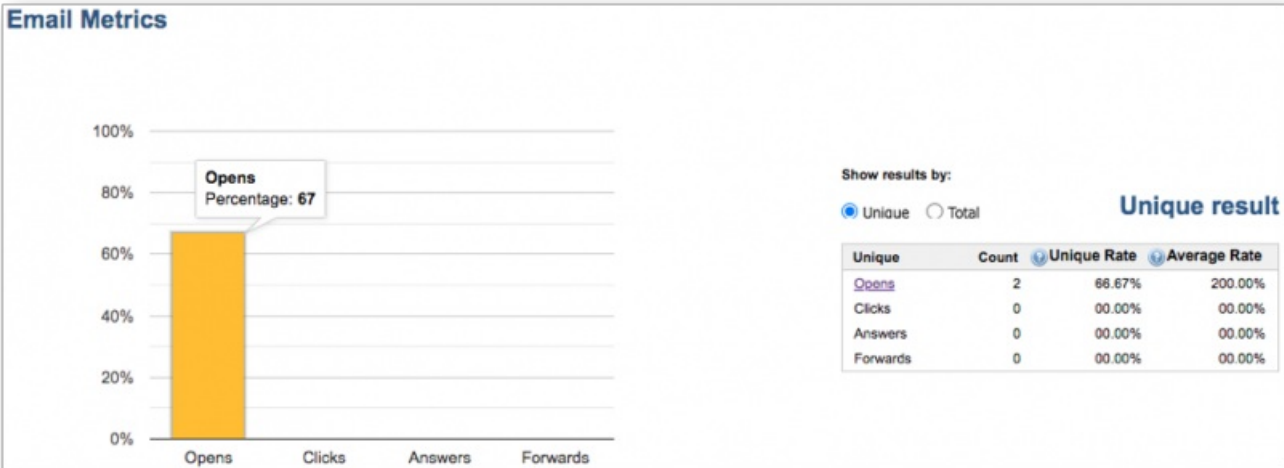 Email Metrics
100%
80%
60%
40%
20%
0%
Opens
Percentage: 67
Opens Clicks Answers Forwards
Show results by:
Unique Total
Unique result
Unique Count Unique Rate Average Rate
Opens 2 66.67% 200.00%
Clicks 0 00.00% 00.00%
Answers 0 00.00% 00.00%
Forwards 0 00.00% 00.00%